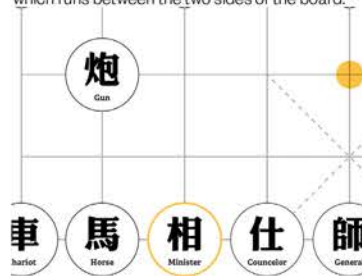 which runs between the two sides of the board.
炮
Gun
車 馬 相 仕 師
hariot Horse Minister Councelor Genera